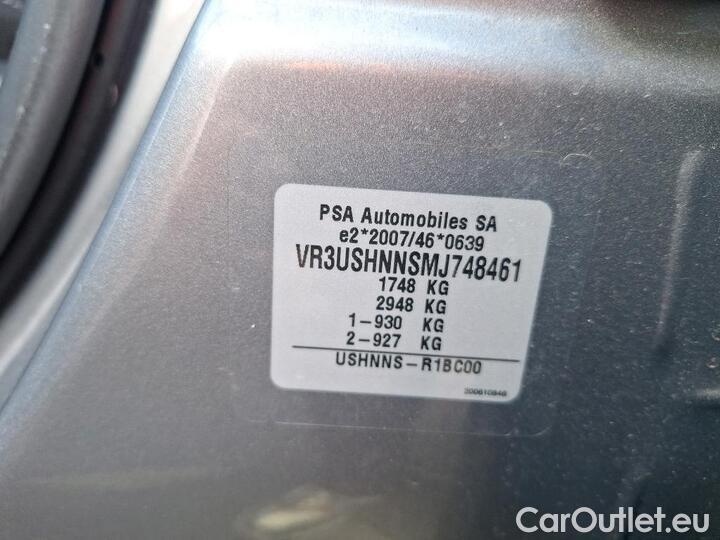 PSA Automobiles SA
e2*2007/46*0639
VR3USHNNSMJ748461
1748 KG
2948 KG
1-930 KG
2-927 KG
USHNNS-R1BC00
CarOutlet.eu